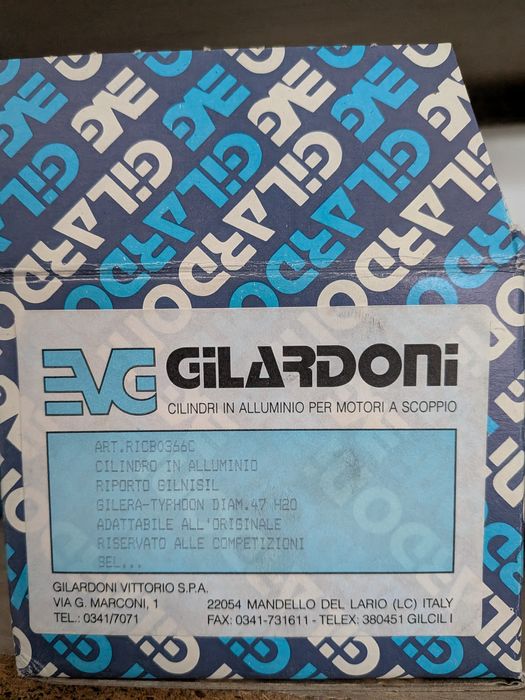 EVG GILARDONI
CILINDRI IN ALLUMINIO PER MOTORI A SCOPPIO
ART.RICB0366C
CILINDRO IN ALLUMINIO
RIPORTO GILNISIL
GILERA-TYPHOON DIAM.47 H2O
ADATTABILE ALL'ORIGINALE
RISERVATO ALLE COMPETIZIONI
SEL...
GILARDONI VITTORIO S.P.A.
VIA G. MARCONI, 1 22054 MANDELLO DEL LARIO (LC) ITALY
TEL.: 0341/7071 FAX: 0341-731611 - TELEX: 380451 GILCIL I